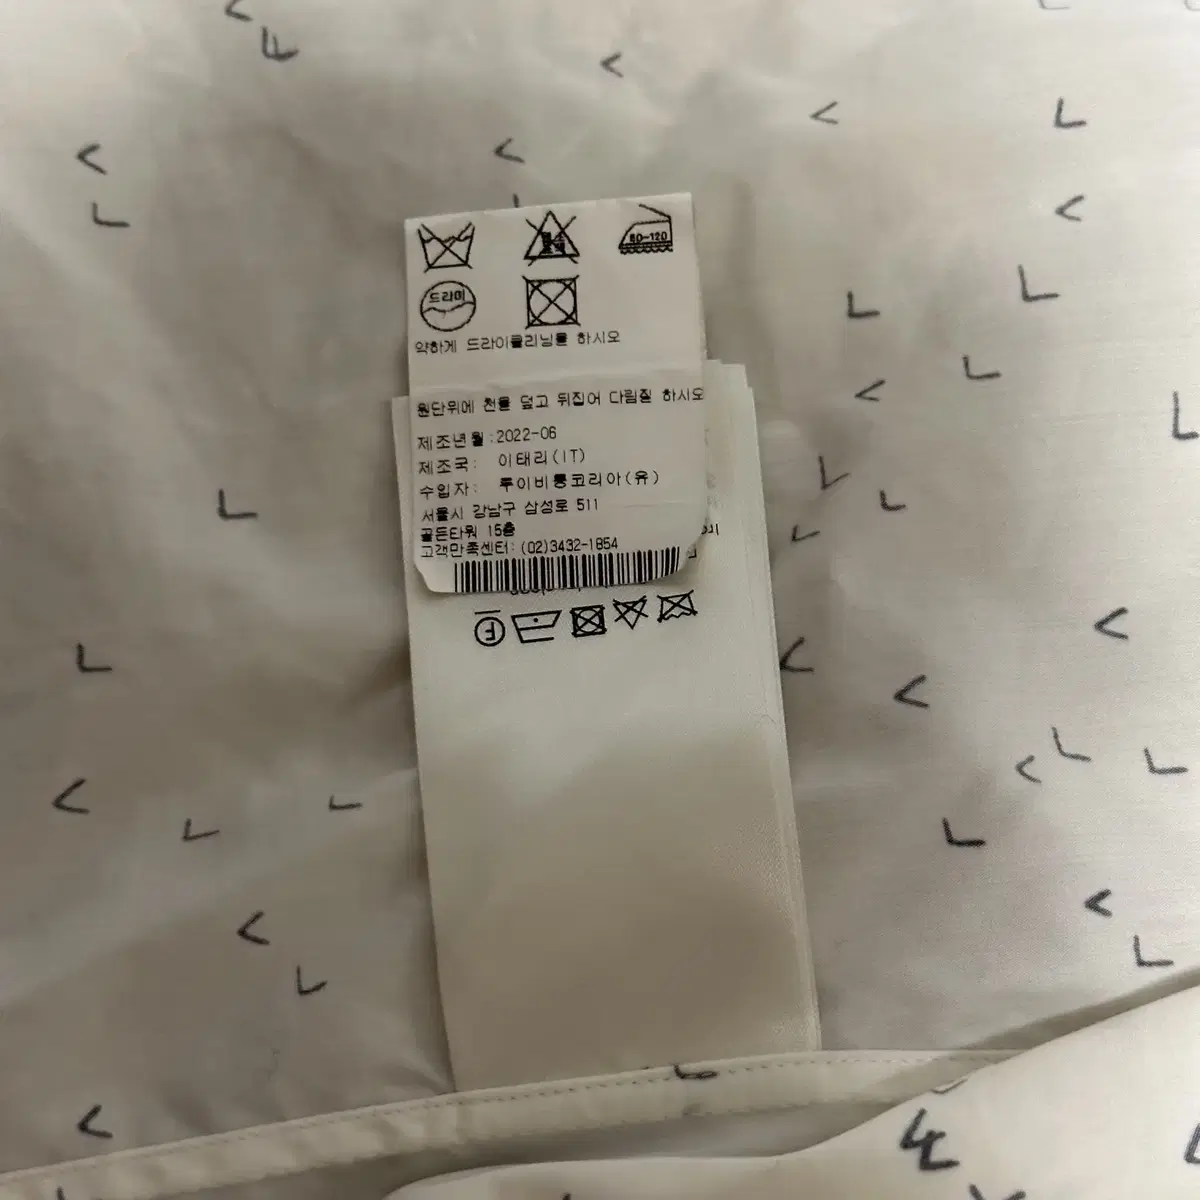 80-120
드라이
약하게 드라이클리닝을 하시오
원단위에 천을 덮고 뒤집어 다림질 하시오
제조년월:2022-06
제조국: 이태리(IT)
수입자: 루이비통코리아(유)
서울시 강남구 삼성로 511
골든타워 15층
고객만족센터:(02)3432-1854
F